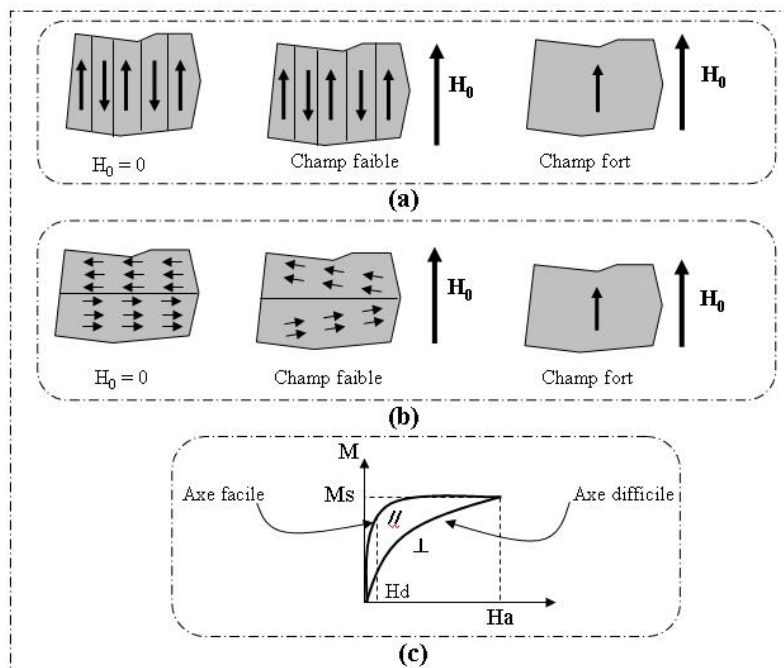 H₀
H₀
H₀ = 0
Champ faible
Champ fort
(a)
H₀
H₀
H₀ = 0
Champ faible
Champ fort
(b)
M
Axe facile
Ms
Axe difficile
//
⊥
Hd
Ha
(c)